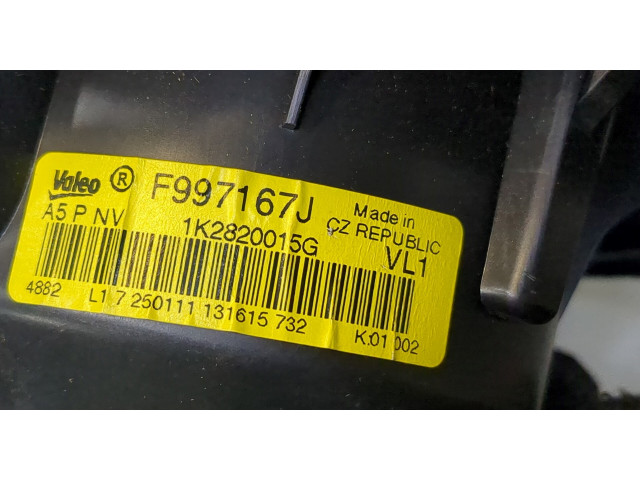 Valeo ® F997167J Made in
A5 P NV 1K2820015G CZ REPUBLIC
VL1
4882 L1 7 250111 131615 732 K.01 002